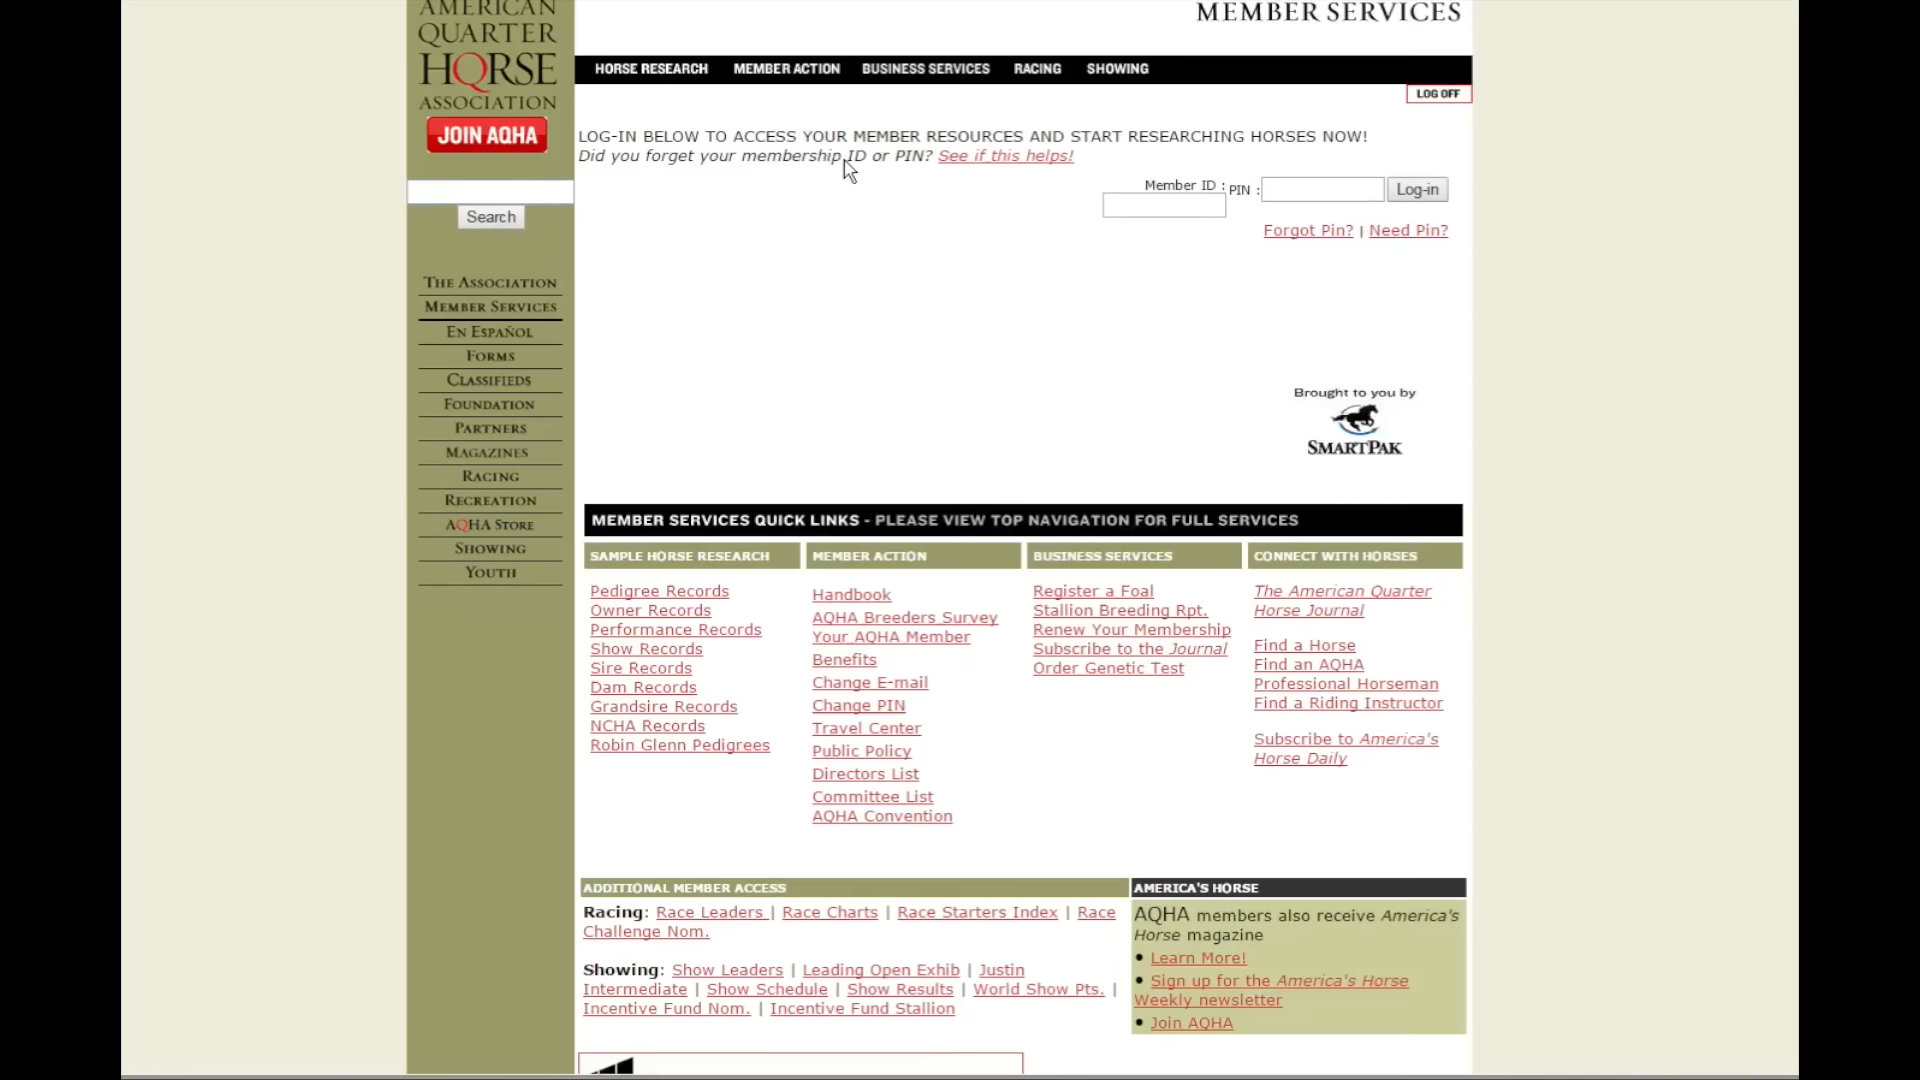 AMERICAN
QUARTER
HORSE
ASSOCIATION
JOIN AQHA
Search
THE ASSOCIATION
MEMBER SERVICES
EN ESPAÑOL
FORMS
CLASSIFIEDS
FOUNDATION
PARTNERS
MAGAZINES
RACING
RECREATION
AQHA STORE
SHOWING
YOUTH
MEMBER SERVICES
HORSE RESEARCH MEMBER ACTION BUSINESS SERVICES RACING SHOWING
LOG OFF
LOG-IN BELOW TO ACCESS YOUR MEMBER RESOURCES AND START RESEARCHING HORSES NOW!
Did you forget your membership ID or PIN? See if this helps!
Member ID : PIN : Log-in
Forgot Pin? | Need Pin?
Brought to you by
SMARTPAK
MEMBER SERVICES QUICK LINKS - PLEASE VIEW TOP NAVIGATION FOR FULL SERVICES
SAMPLE HORSE RESEARCH
Pedigree Records
Owner Records
Performance Records
Show Records
Sire Records
Dam Records
Grandsire Records
NCHA Records
Robin Glenn Pedigrees
MEMBER ACTION
Handbook
AQHA Breeders Survey
Your AQHA Member
Benefits
Change E-mail
Change PIN
Travel Center
Public Policy
Directors List
Committee List
AQHA Convention
BUSINESS SERVICES
Register a Foal
Stallion Breeding Rpt.
Renew Your Membership
Subscribe to the Journal
Order Genetic Test
CONNECT WITH HORSES
The American Quarter
Horse Journal
Find a Horse
Find an AQHA
Professional Horseman
Find a Riding Instructor
Subscribe to America's
Horse Daily
ADDITIONAL MEMBER ACCESS
Racing: Race Leaders | Race Charts | Race Starters Index | Race
Challenge Nom.
Showing: Show Leaders | Leading Open Exhib | Justin
Intermediate | Show Schedule | Show Results | World Show Pts. |
Incentive Fund Nom. | Incentive Fund Stallion
AMERICA'S HORSE
AQHA members also receive America's
Horse magazine
• Learn More!
• Sign up for the America's Horse
Weekly newsletter
• Join AQHA